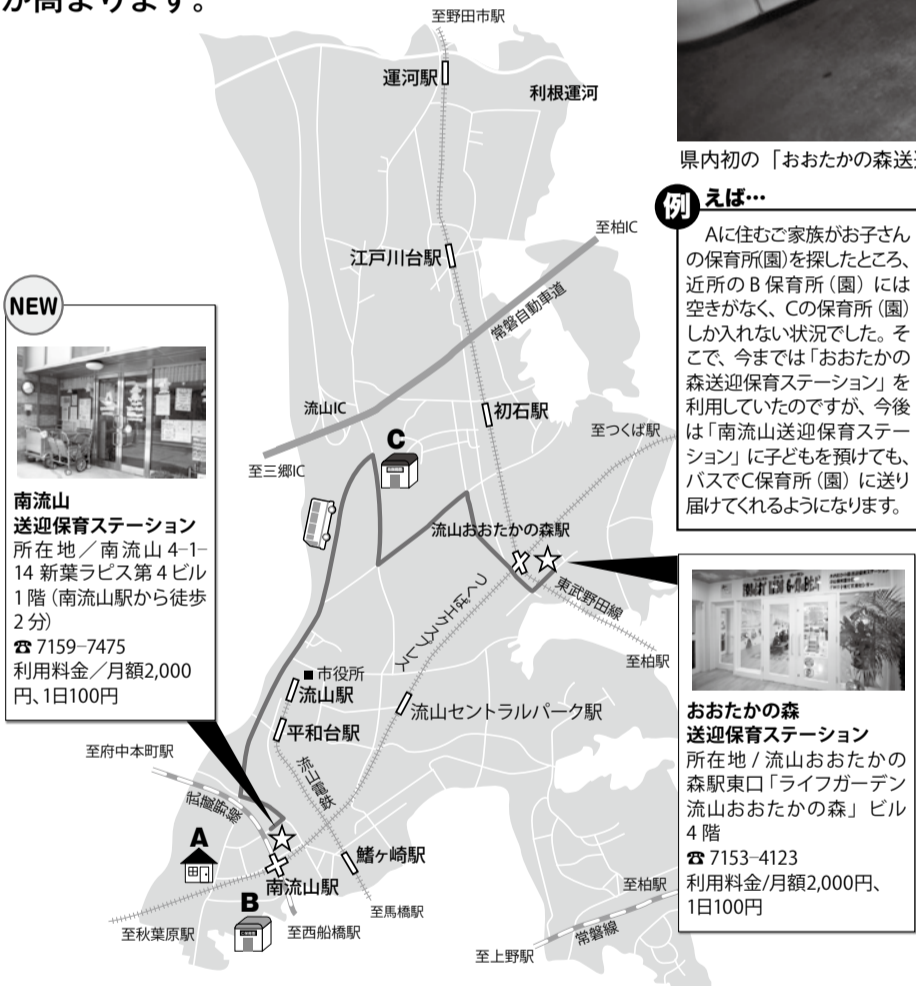 が高まります。
至野田市駅
運河駅
利根運河
県内初の「おおたかの森送
例えば…
Aに住むご家族がお子さん
の保育所(園)を探したところ、
近所のB保育所（園）には
空きがなく、Cの保育所（園）
しか入れない状況でした。そ
こで、今までは「おおたかの
森送迎保育ステーション」を
利用していたのですが、今後
は「南流山送迎保育ステー
ション」に子どもを預けても、
バスでC保育所（園）に送り
届けてくれるようになります。
至柏IC
江戸川台駅
常磐自動車道
NEW
流山IC
初石駅
至つくば駅
C
至三郷IC
南流山
送迎保育ステーション
所在地／南流山4-1-
14 新葉ラピス第4ビル
1階（南流山駅から徒歩
2分）
☎7159-7475
利用料金／月額2,000
円、1日100円
流山おおたかの森駅
東武野田線
つくばエクスプレス
至柏駅
■市役所
流山駅
流山セントラルパーク駅
平和台駅
おおたかの森
送迎保育ステーション
所在地/流山おおたかの
森駅東口「ライフガーデン
流山おおたかの森」ビル
4階
☎7153-4123
利用料金/月額2,000円、
1日100円
至府中本町駅
流山電鉄
武蔵野線
A
鰭ヶ崎駅
南流山駅
B
至柏駅
至馬橋駅
至秋葉原駅
至西船橋駅
常磐線
至上野駅